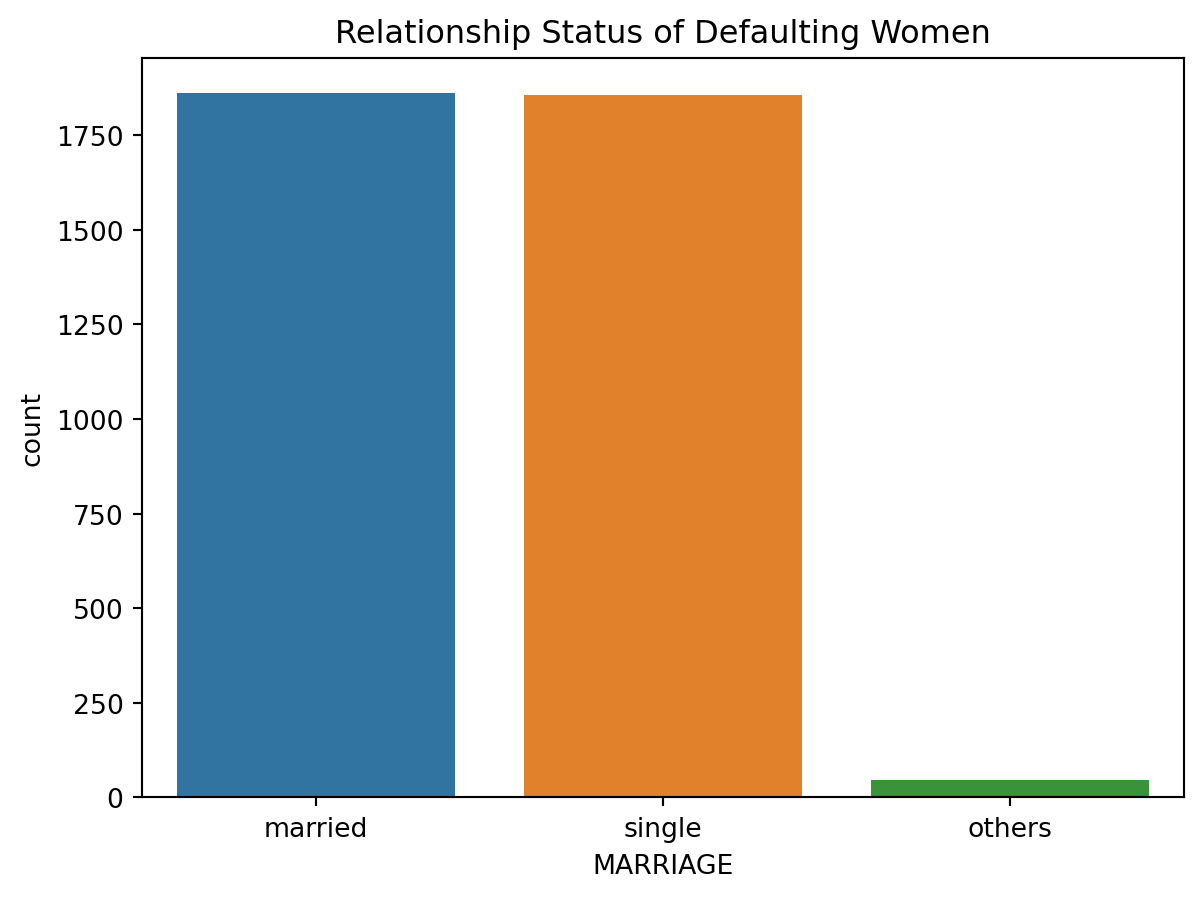 Relationship Status of Defaulting Women
1750
1500
1250
1000
750
500
250
0
count
married
single
others
MARRIAGE